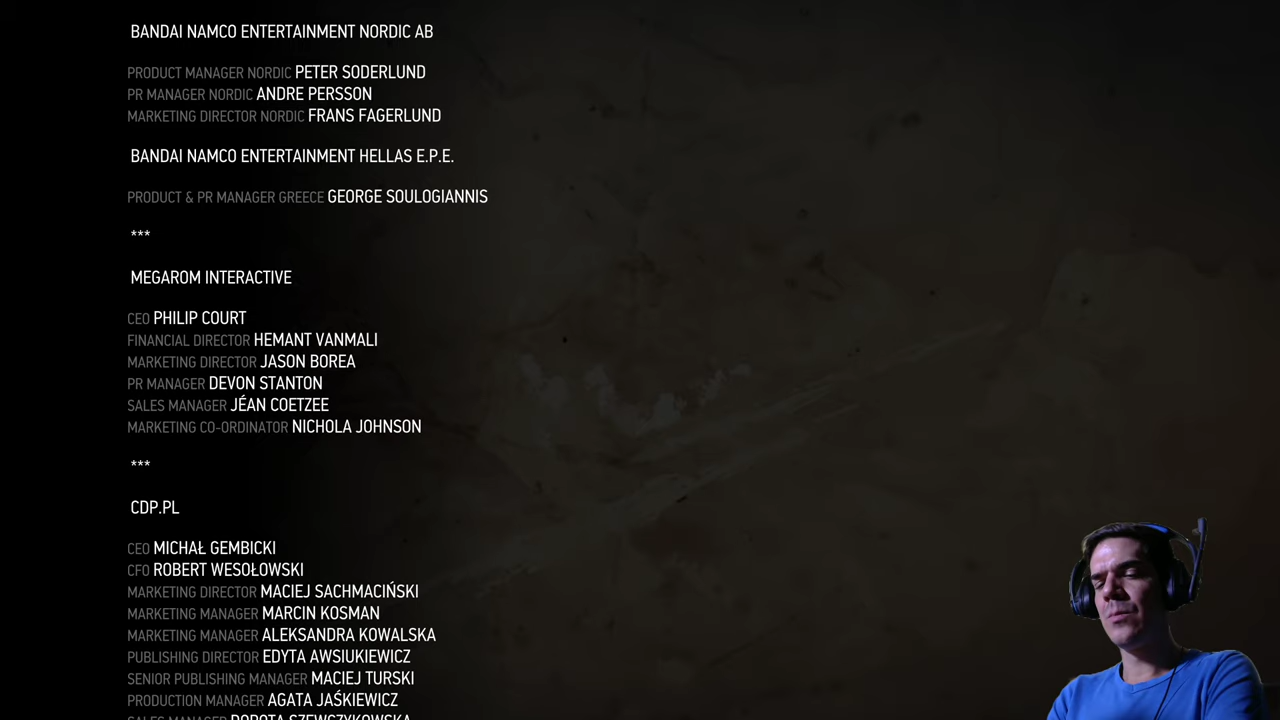 BANDAI NAMCO ENTERTAINMENT NORDIC AB
PRODUCT MANAGER NORDIC PETER SODERLUND
PR MANAGER NORDIC ANDRE PERSSON
MARKETING DIRECTOR NORDIC FRANS FAGERLUND
BANDAI NAMCO ENTERTAINMENT HELLAS E.P.E.
PRODUCT & PR MANAGER GREECE GEORGE SOULOGIANNIS
***
MEGAROM INTERACTIVE
CEO PHILIP COURT
FINANCIAL DIRECTOR HEMANT VANMALI
MARKETING DIRECTOR JASON BOREA
PR MANAGER DEVON STANTON
SALES MANAGER JÉAN COETZEE
MARKETING CO-ORDINATOR NICHOLA JOHNSON
***
CDP.PL
CEO MICHAŁ GEMBICKI
CFO ROBERT WESOŁOWSKI
MARKETING DIRECTOR MACIEJ SACHMACIŃSKI
MARKETING MANAGER MARCIN KOSMAN
MARKETING MANAGER ALEKSANDRA KOWALSKA
PUBLISHING DIRECTOR EDYTA AWSIUKIEWICZ
SENIOR PUBLISHING MANAGER MACIEJ TURSKI
PRODUCTION MANAGER AGATA JAŚKIEWICZ
SALES MANAGER DOROTA SZEWCZYKOWSKA